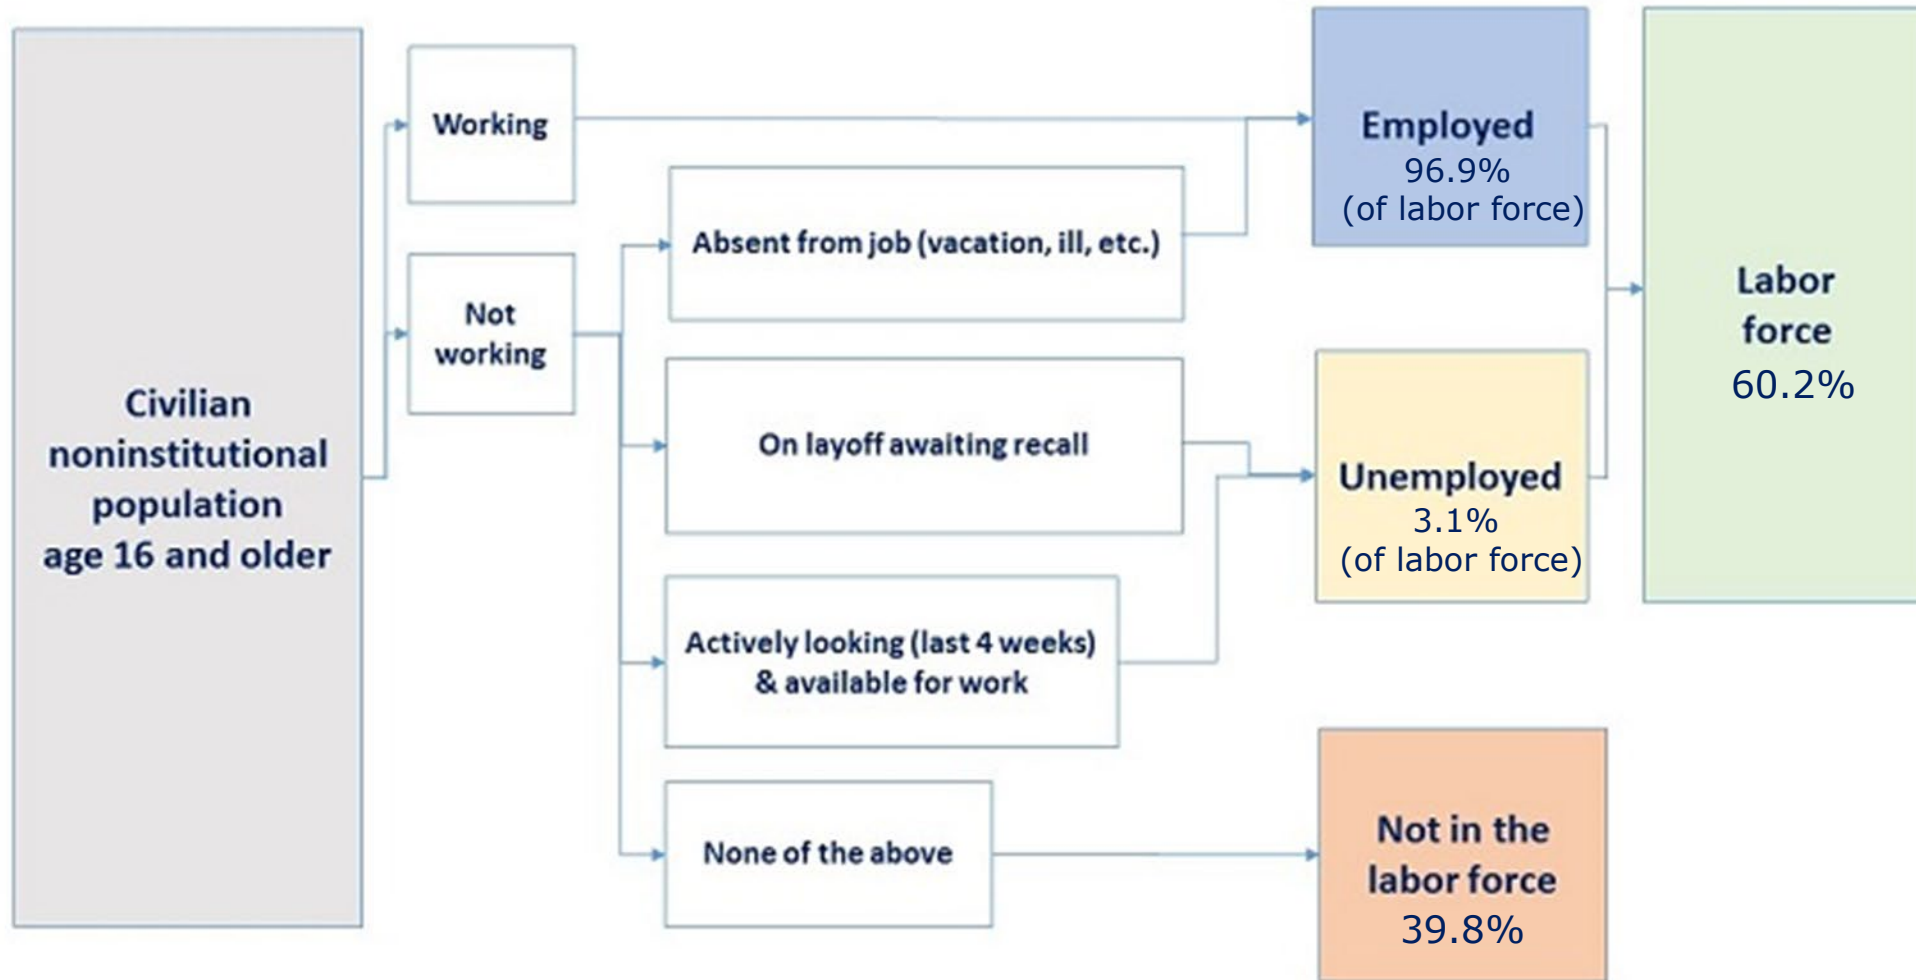 Civilian
noninstitutional
population
age 16 and older
Working
Not
working
Absent from job (vacation, ill, etc.)
On layoff awaiting recall
Actively looking (last 4 weeks)
& available for work
None of the above
Employed
96.9%
(of labor force)
Unemployed
3.1%
(of labor force)
Not in the
labor force
39.8%
Labor
force
60.2%